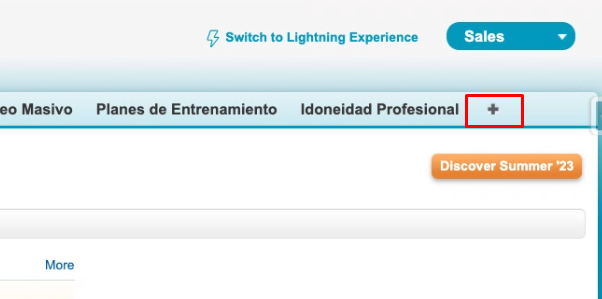 Switch to Lightning Experience
Sales
eo Masivo
Planes de Entrenamiento
Idoneidad Profesional
+
Discover Summer '23
More